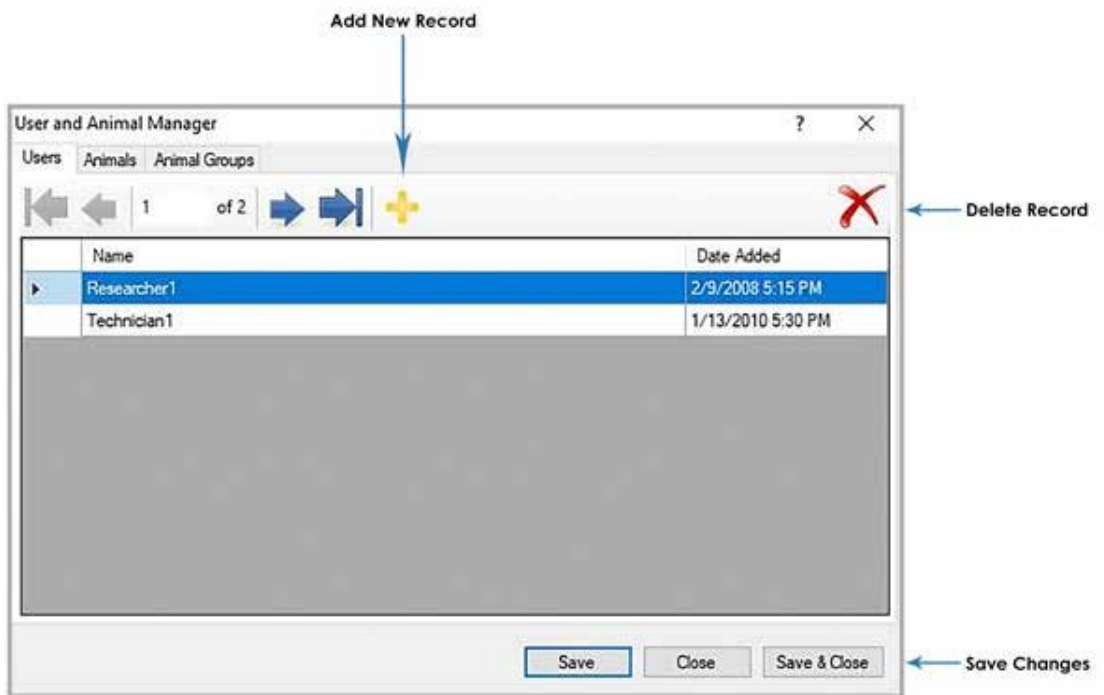 Add New Record
User and Animal Manager ? X
Users Animals Animal Groups
1 of 2
Delete Record
Name Date Added
Researcher1 2/9/2008 5:15 PM
Technician1 1/13/2010 5:30 PM
Save Close Save & Close
Save Changes